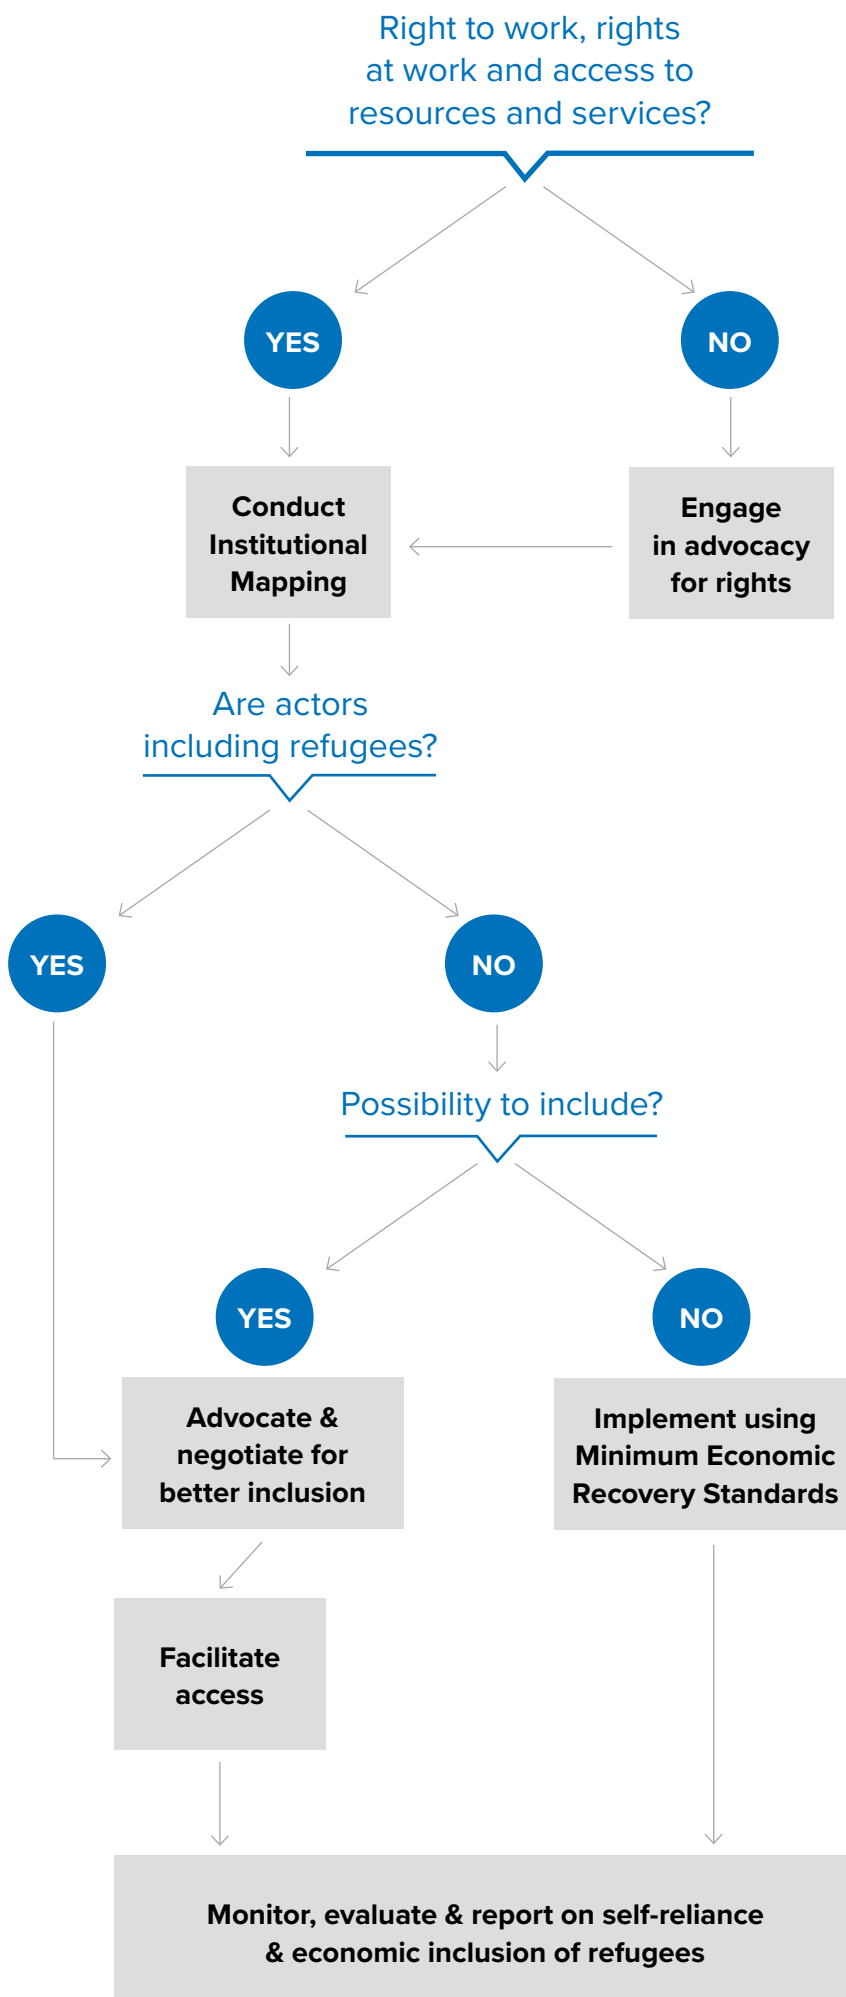 Right to work, rights
at work and access to
resources and services?
YES
NO
Conduct
Institutional
Mapping
Engage
in advocacy
for rights
Are actors
including refugees?
YES
NO
Possibility to include?
YES
NO
Advocate &
negotiate for
better inclusion
Implement using
Minimum Economic
Recovery Standards
Facilitate
access
Monitor, evaluate & report on self-reliance
& economic inclusion of refugees